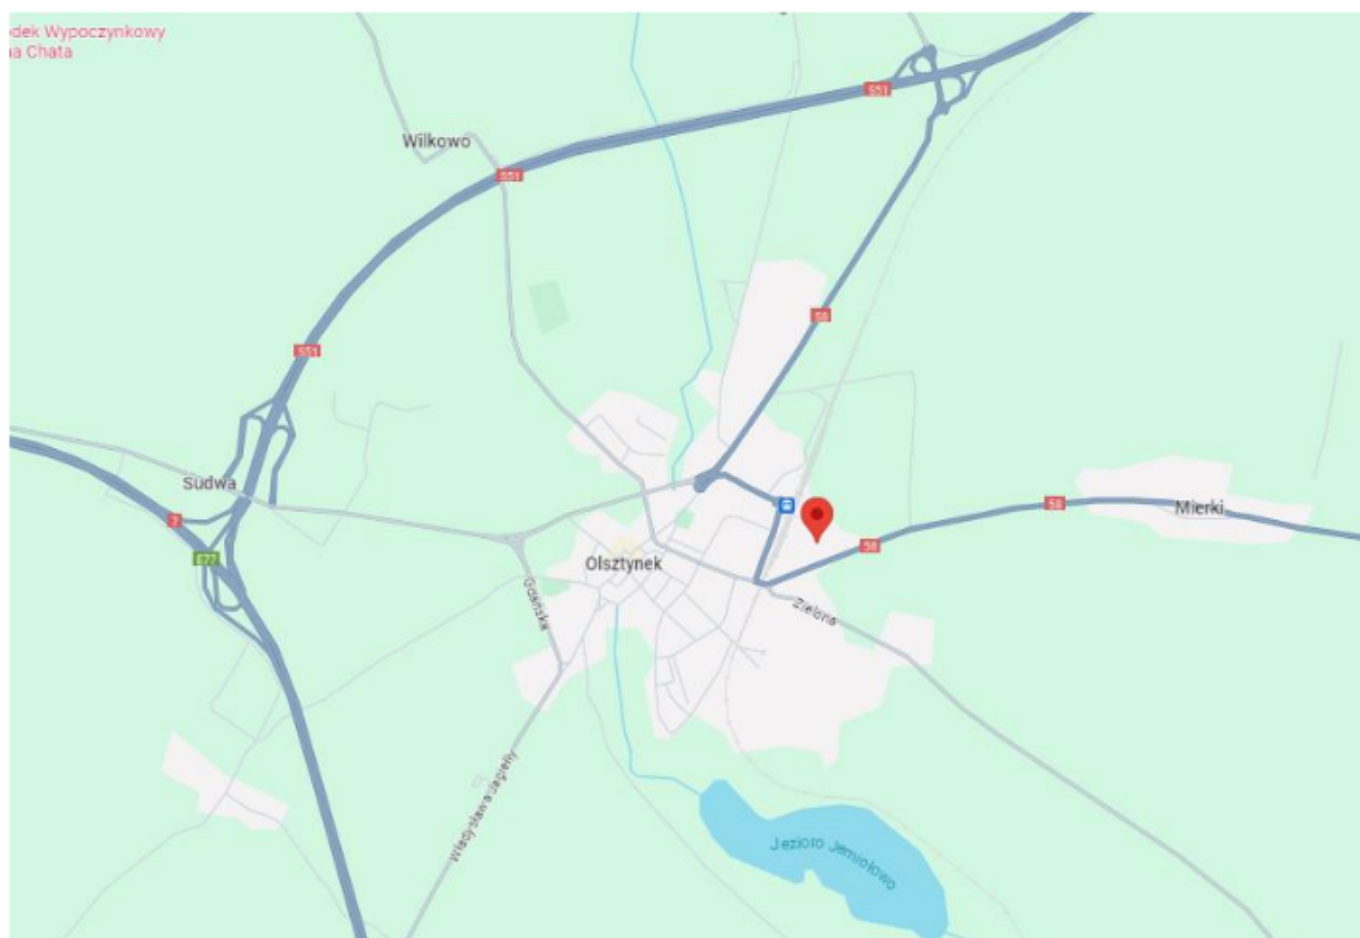 dek Wypoczynkowy
a Chata
S51
Wilkowo
S51
58
S51
Sudwa
7
E77
58
Mierki
58
Olsztynek
Gdańska
Zielona
Władysława Jagiełły
Jezioro Jemiołowo